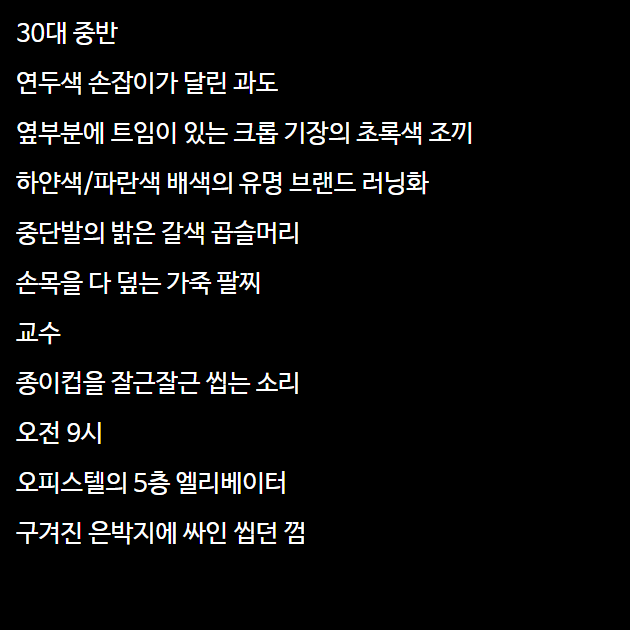 30대 중반
연두색 손잡이가 달린 과도
옆부분에 트임이 있는 크롭 기장의 초록색 조끼
하얀색/파란색 배색의 유명 브랜드 러닝화
중단발의 밝은 갈색 곱슬머리
손목을 다 덮는 가죽 팔찌
교수
종이컵을 잘근잘근 씹는 소리
오전 9시
오피스텔의 5층 엘리베이터
구겨진 은박지에 싸인 씹던 껌